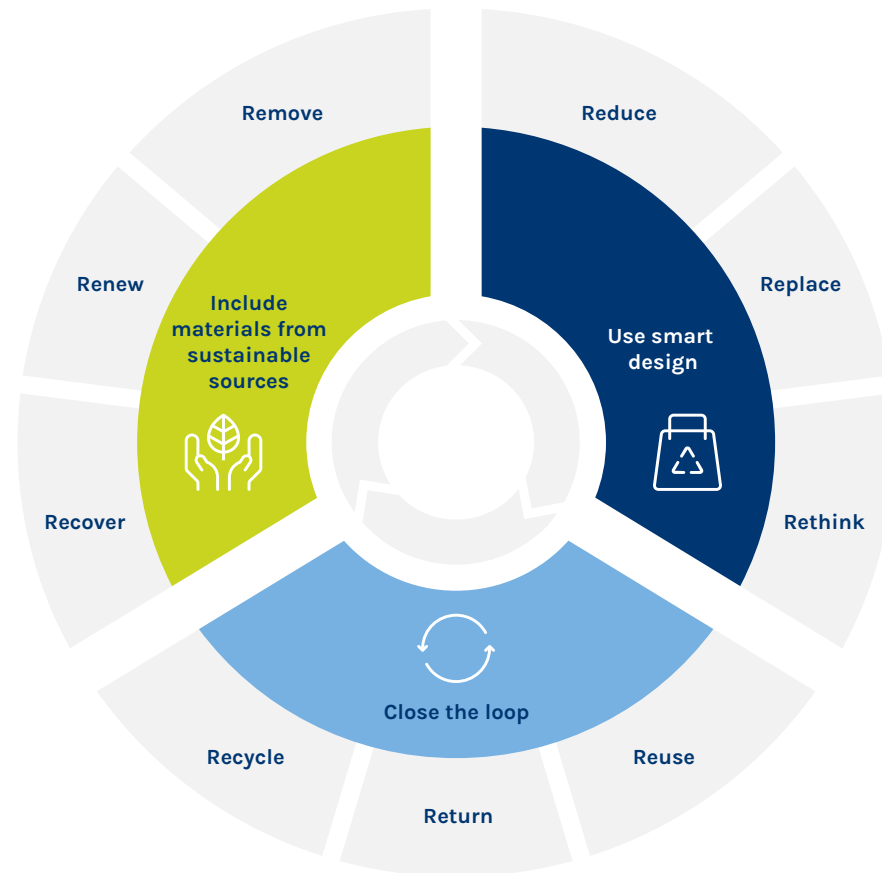 Remove
Reduce
Renew
Replace
Include
materials from
sustainable
sources
Use smart
design
Recover
Rethink
Close the loop
Recycle
Reuse
Return